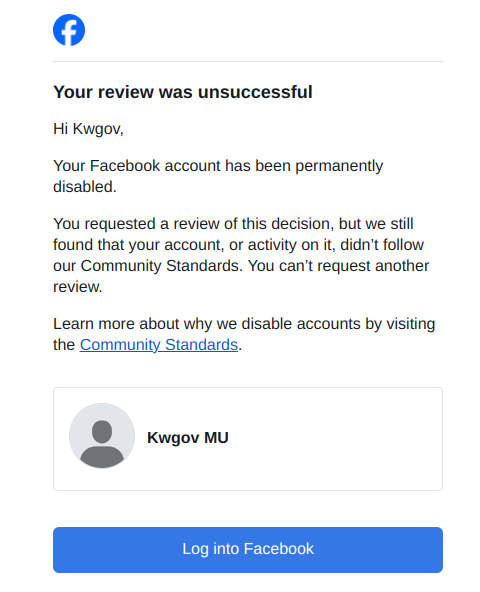 Your review was unsuccessful
Hi Kwgov,
Your Facebook account has been permanently
disabled.
You requested a review of this decision, but we still
found that your account, or activity on it, didn’t follow
our Community Standards. You can’t request another
review.
Learn more about why we disable accounts by visiting
the Community Standards.
Kwgov MU
Log into Facebook